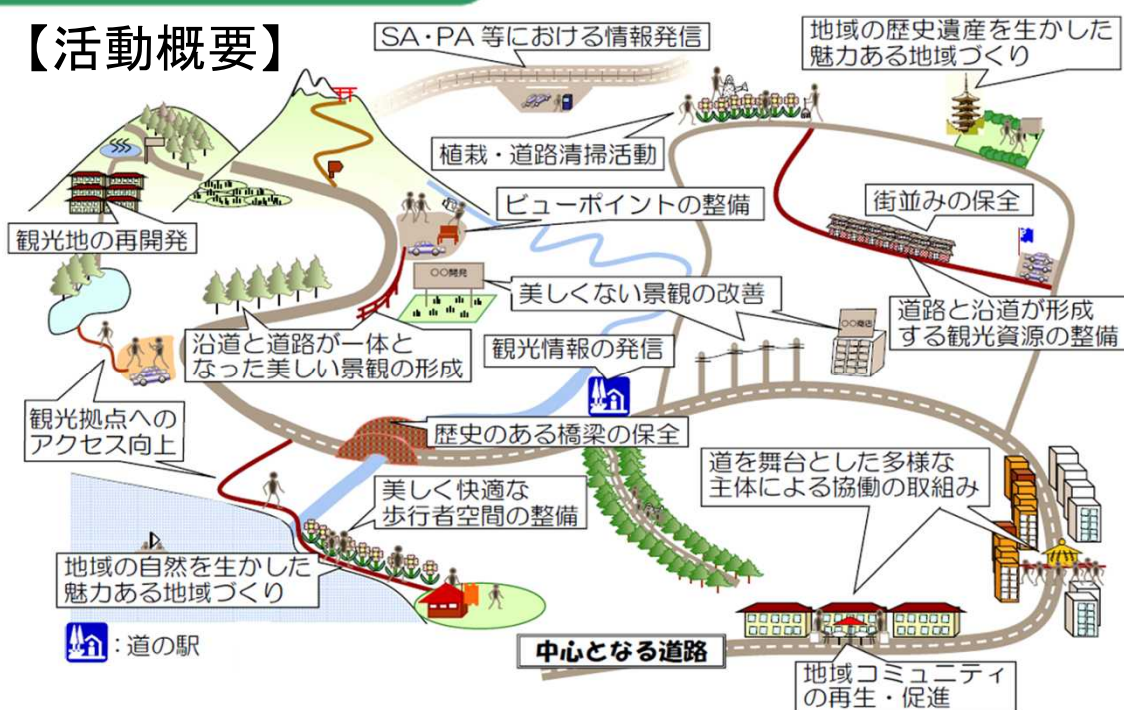 【活動概要】
SA・PA 等における情報発信
地域の歴史遺産を生かした
魅力ある地域づくり
植栽・道路清掃活動
ビューポイントの整備
街並みの保全
観光地の再開発
○○開発
美しくない景観の改善
○○商店
道路と沿道が形成
する観光資源の整備
沿道と道路が一体と
なった美しい景観の形成
観光情報の発信
観光拠点への
アクセス向上
歴史のある橋梁の保全
道を舞台とした多様な
主体による協働の取組み
美しく快適な
歩行者空間の整備
地域の自然を生かした
魅力ある地域づくり
:道の駅
中心となる道路
地域コミュニティ
の再生・促進